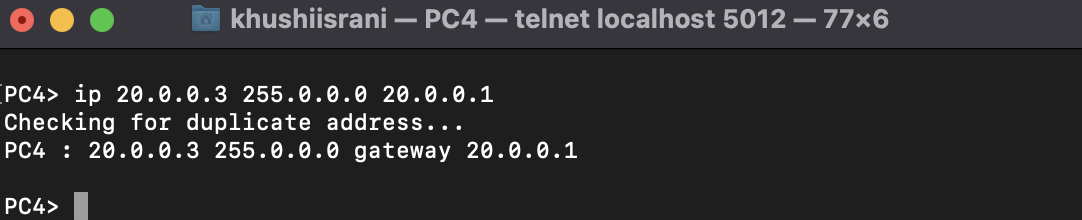 khushiisrani — PC4 — telnet localhost 5012 — 77×6
[PC4> ip 20.0.0.3 255.0.0.0 20.0.0.1
Checking for duplicate address...
PC4 : 20.0.0.3 255.0.0.0 gateway 20.0.0.1
PC4>